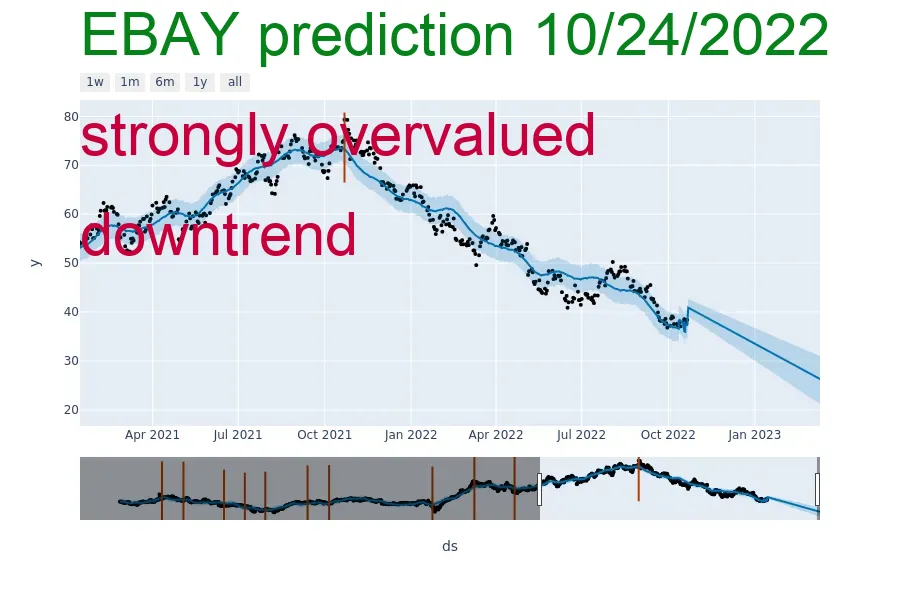 EBAY prediction 10/24/2022
1w 1m 6m 1y all
strongly overvalued
downtrend
80
70
60
50
40
30
20
y
Apr 2021 Jul 2021 Oct 2021 Jan 2022 Apr 2022 Jul 2022 Oct 2022 Jan 2023
ds